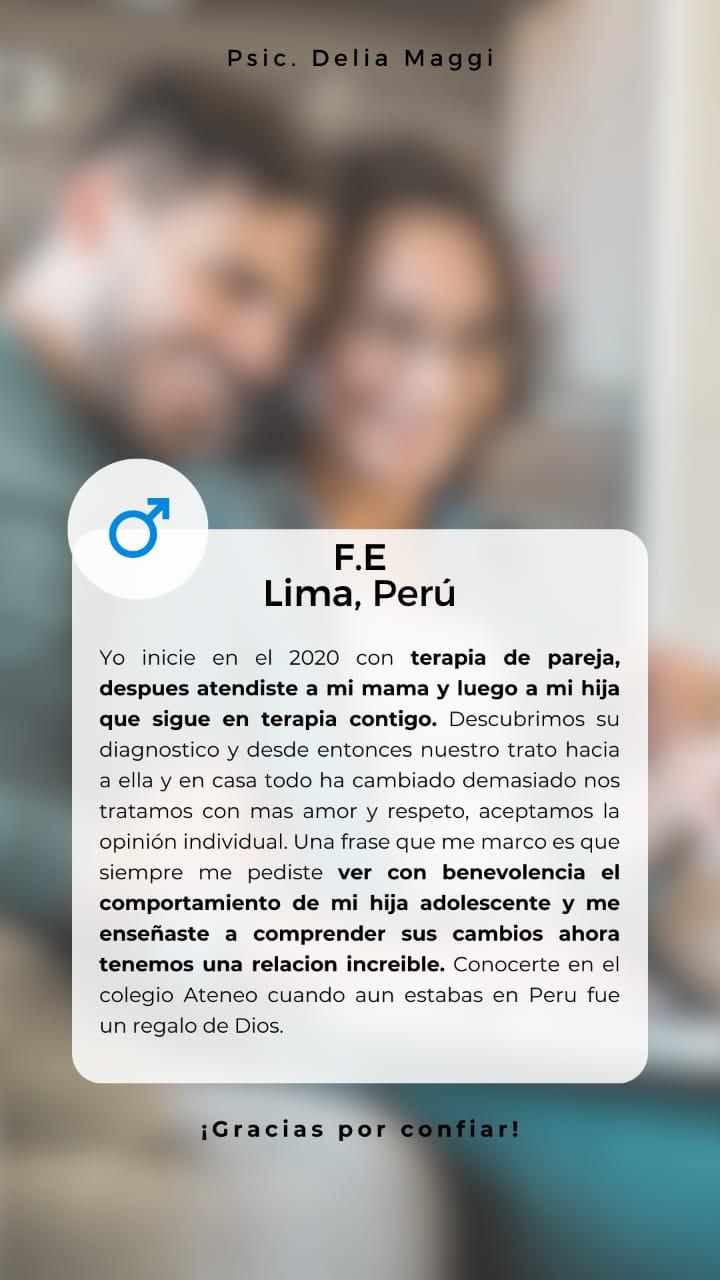 Psic. Delia Maggi
F.E
Lima, Perú
Yo inicie en el 2020 con terapia de pareja,
despues atendiste a mi mama y luego a mi hija
que sigue en terapia contigo. Descubrimos su
diagnostico y desde entonces nuestro trato hacia
a ella y en casa todo ha cambiado demasiado nos
tratamos con mas amor y respeto, aceptamos la
opinión individual. Una frase que me marco es que
siempre me pediste ver con benevolencia el
comportamiento de mi hija adolescente y me
enseñaste a comprender sus cambios ahora
tenemos una relacion increible. Conocerte en el
colegio Ateneo cuando aun estabas en Peru fue
un regalo de Dios.
¡Gracias por confiar!